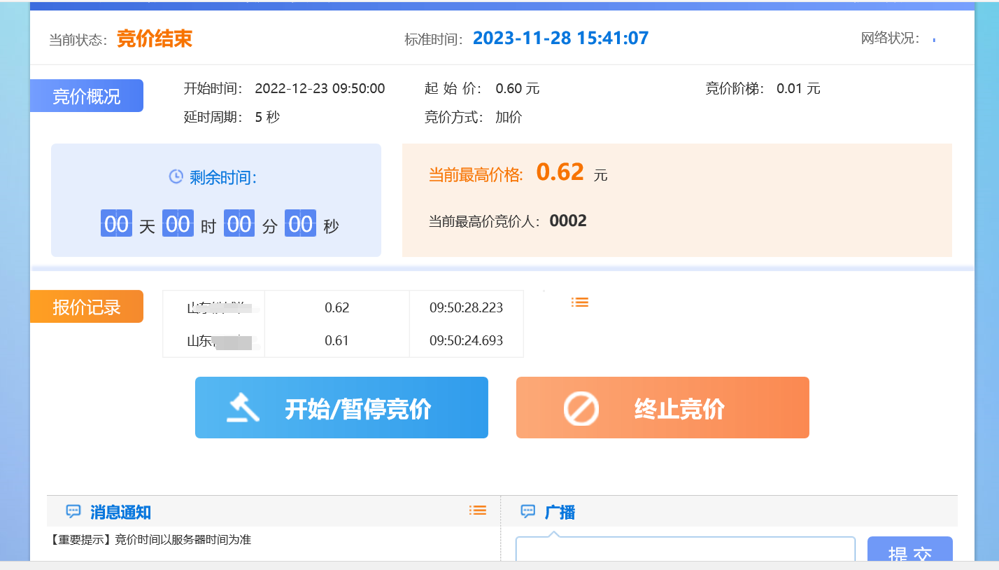 当前状态： 竞价结束 标准时间： 2023-11-28 15:41:07 网络状况：
竞价概况 开始时间： 2022-12-23 09:50:00 起 始 价： 0.60 元 竞价阶梯： 0.01 元
延时周期： 5 秒 竞价方式： 加价
剩余时间：
00 天 00 时 00 分 00 秒
当前最高价格: 0.62 元
当前最高价竞价人： 0002
报价记录 山东 0.62 09:50:28.223
山东 0.61 09:50:24.693
开始/暂停竞价 终止竞价
消息通知 广播
【重要提示】竞价时间以服务器时间为准
提 交